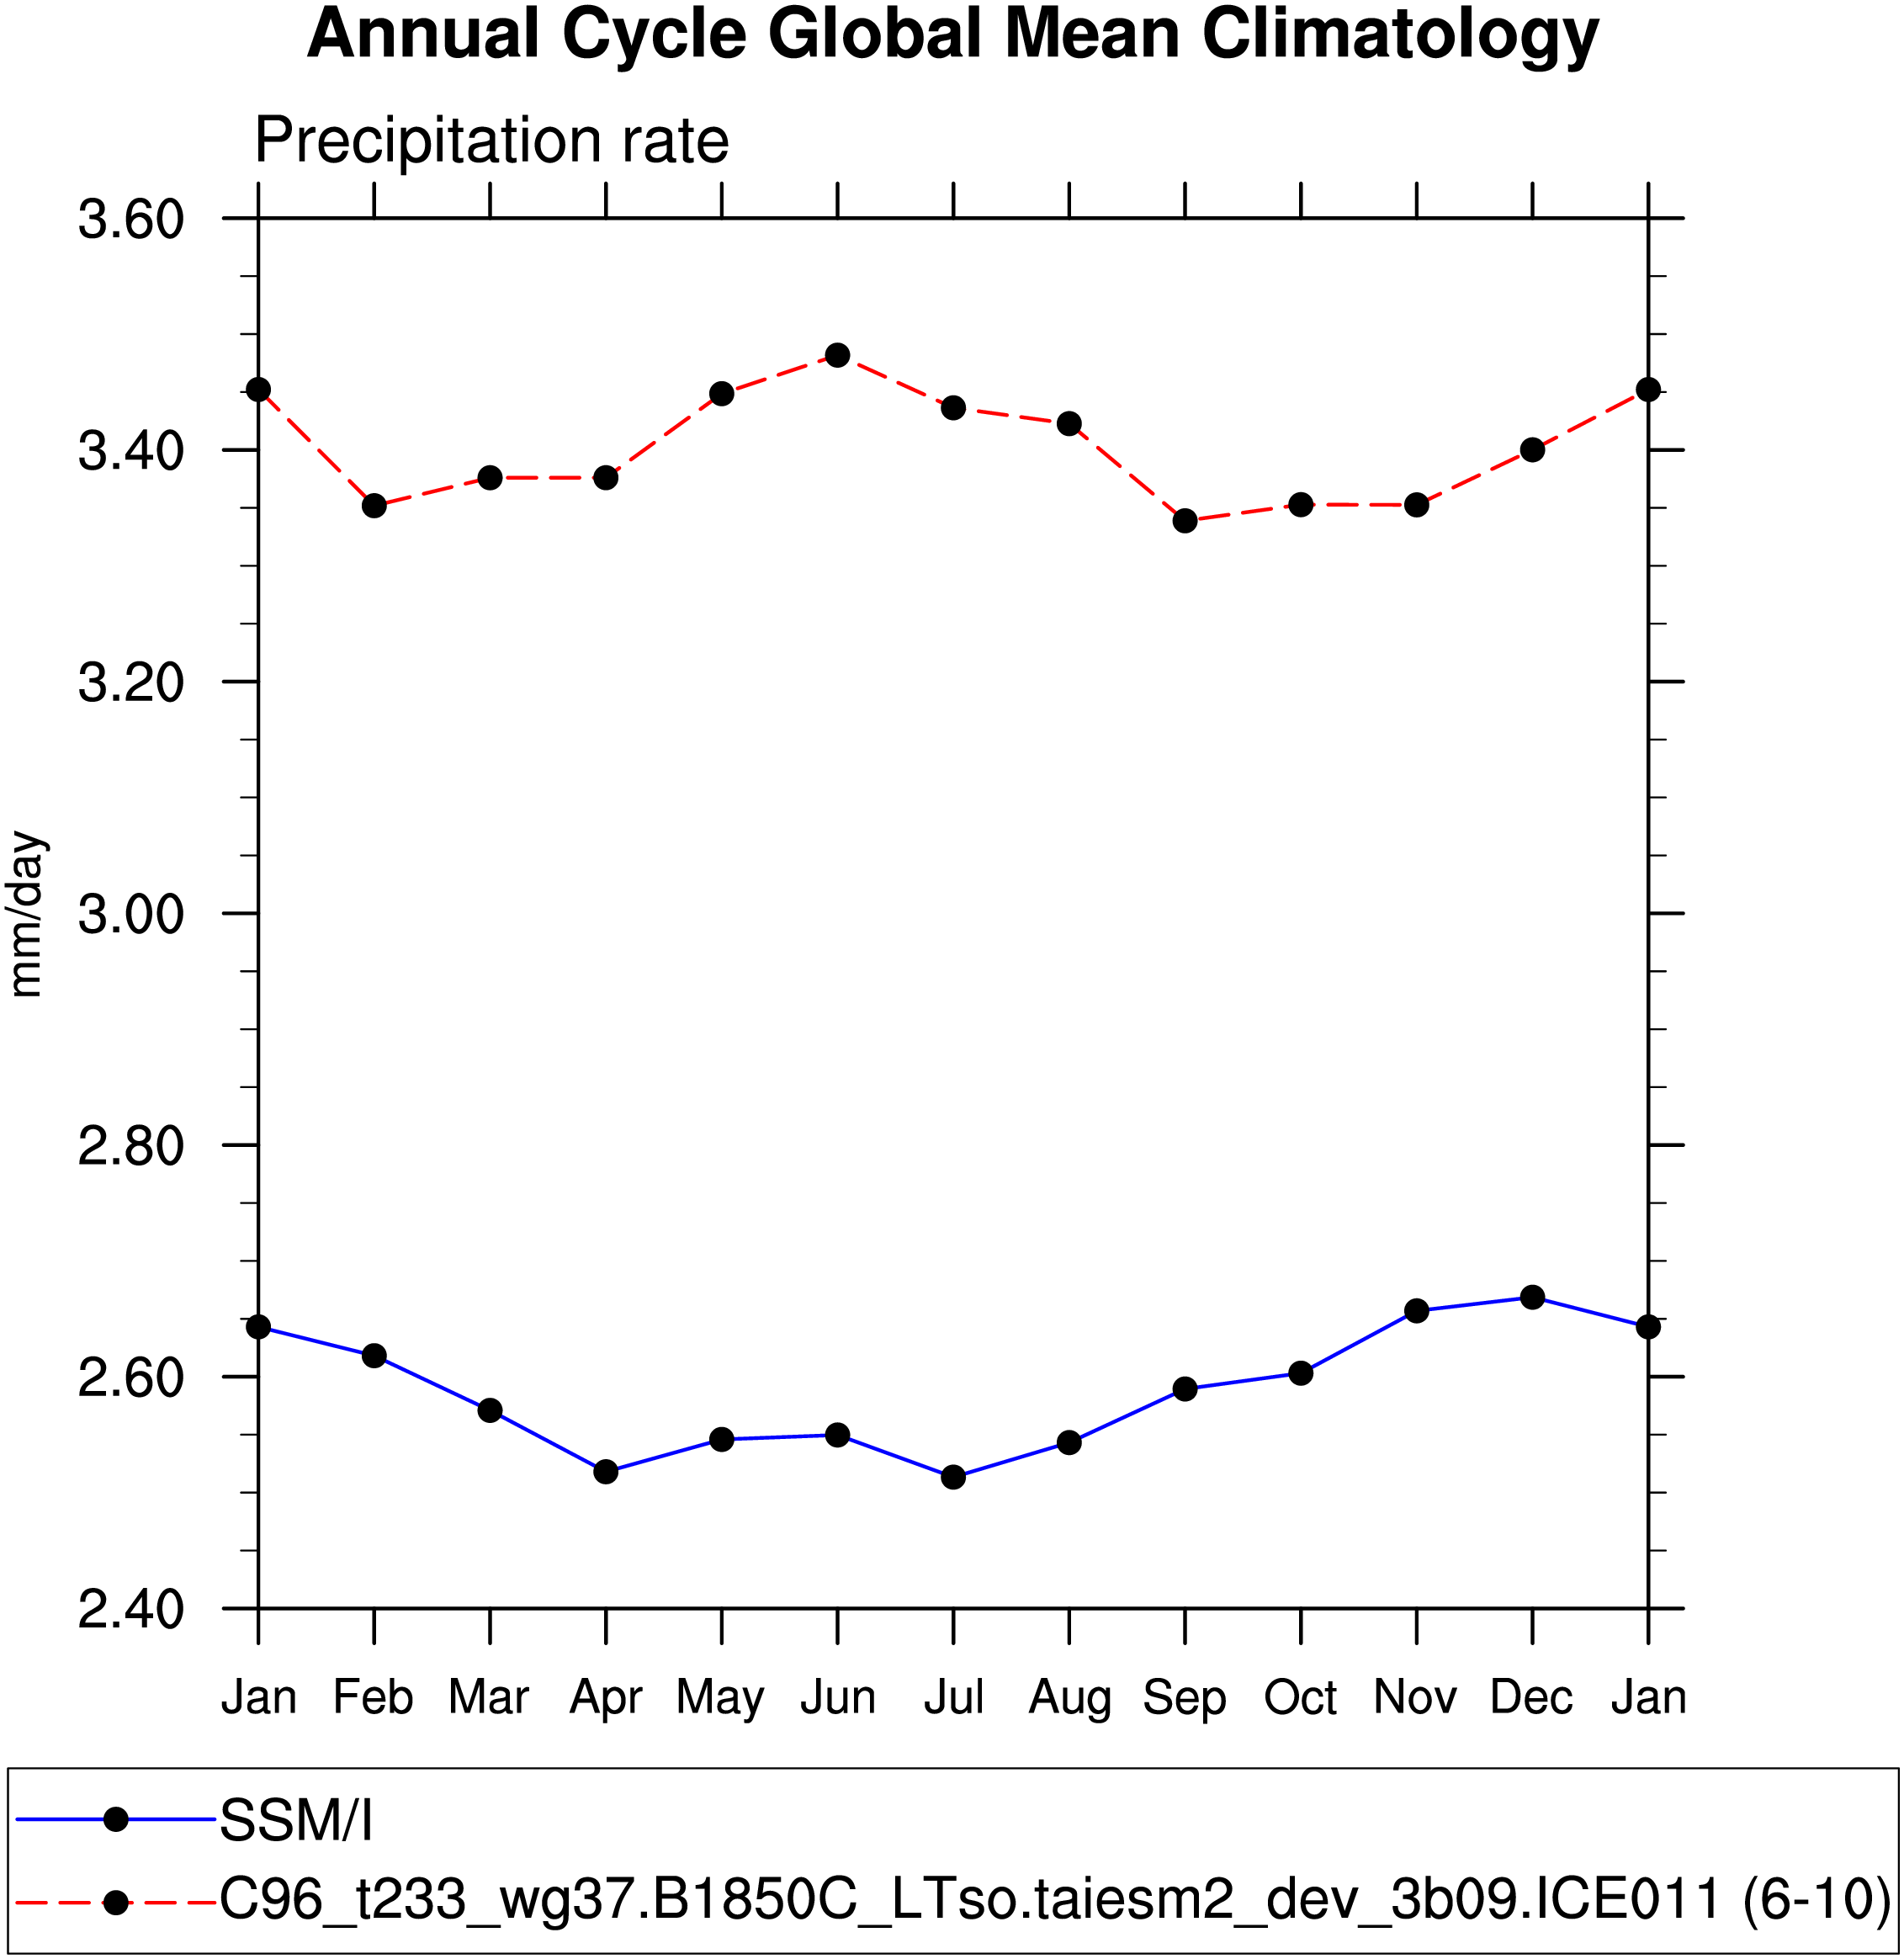 Annual Cycle Global Mean Climatology
Precipitation rate
3.60
3.40
3.20
3.00
2.80
2.60
2.40
mm/day
Jan Feb Mar Apr May Jun Jul Aug Sep Oct Nov Dec Jan
SSM/I
C96_t233_wg37.B1850C_LTso.taiesm2_dev_3b09.ICE011 (6-10)